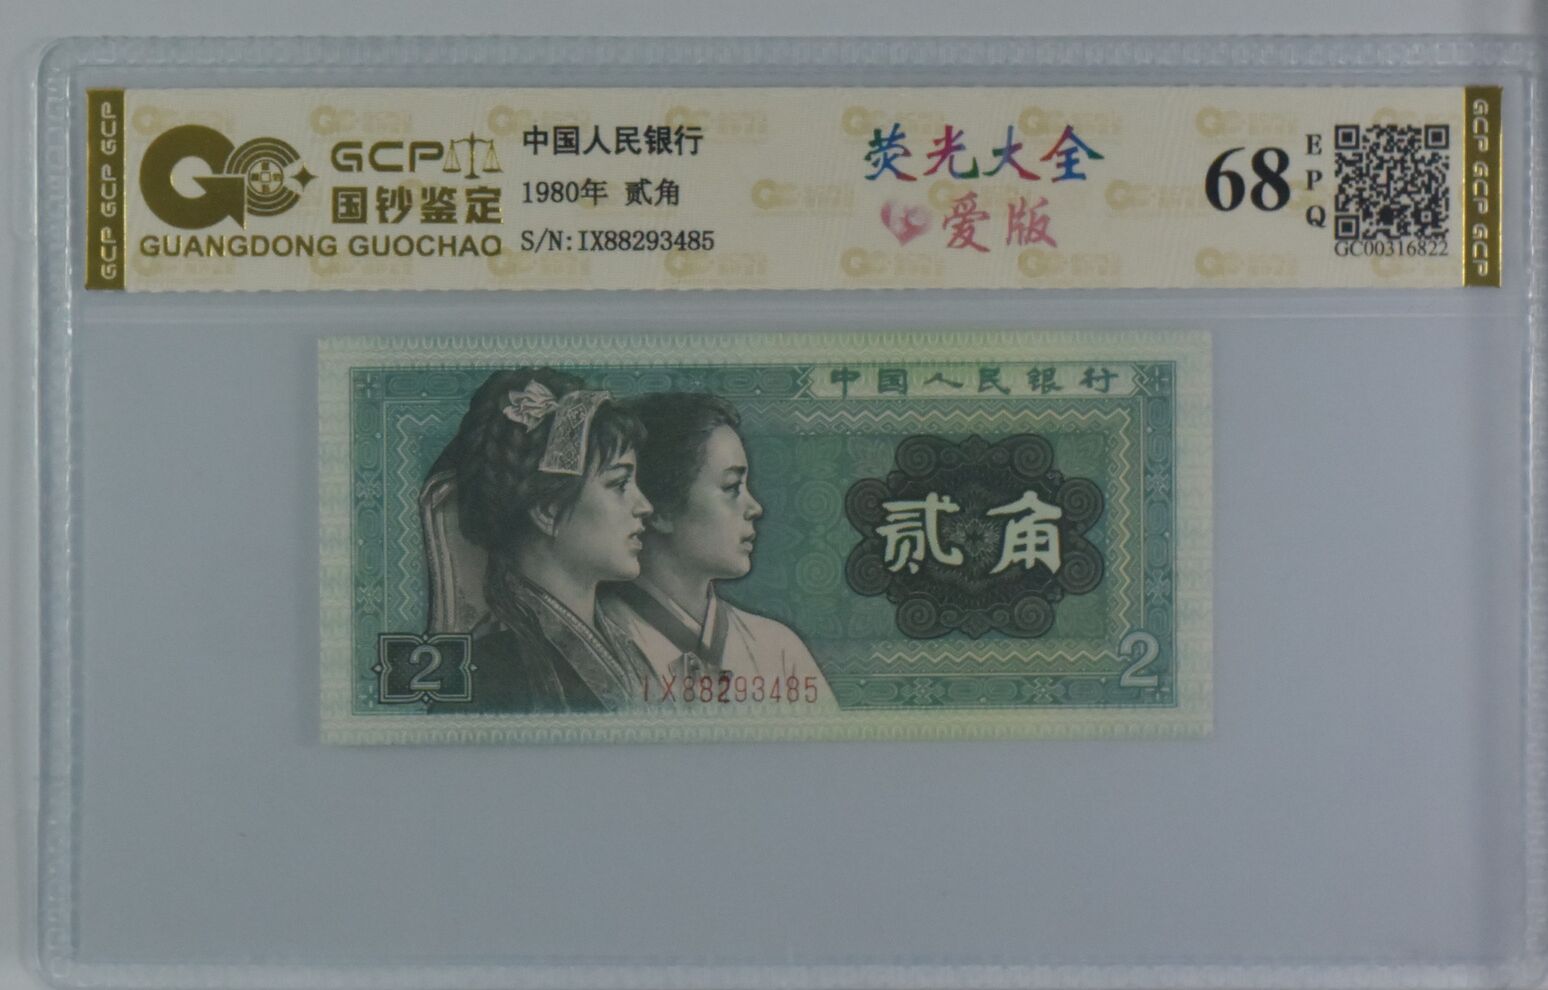 GCP GCP GCP
GCP
国钞鉴定
GUANGDONG GUOCHAO
中国人民银行
1980年 贰角
S/N:IX88293485
荧光大全
爱版
68
EPQ
GC00316822
GCP GCP GCP
中国人民银行
贰角
2
2
IX88293485